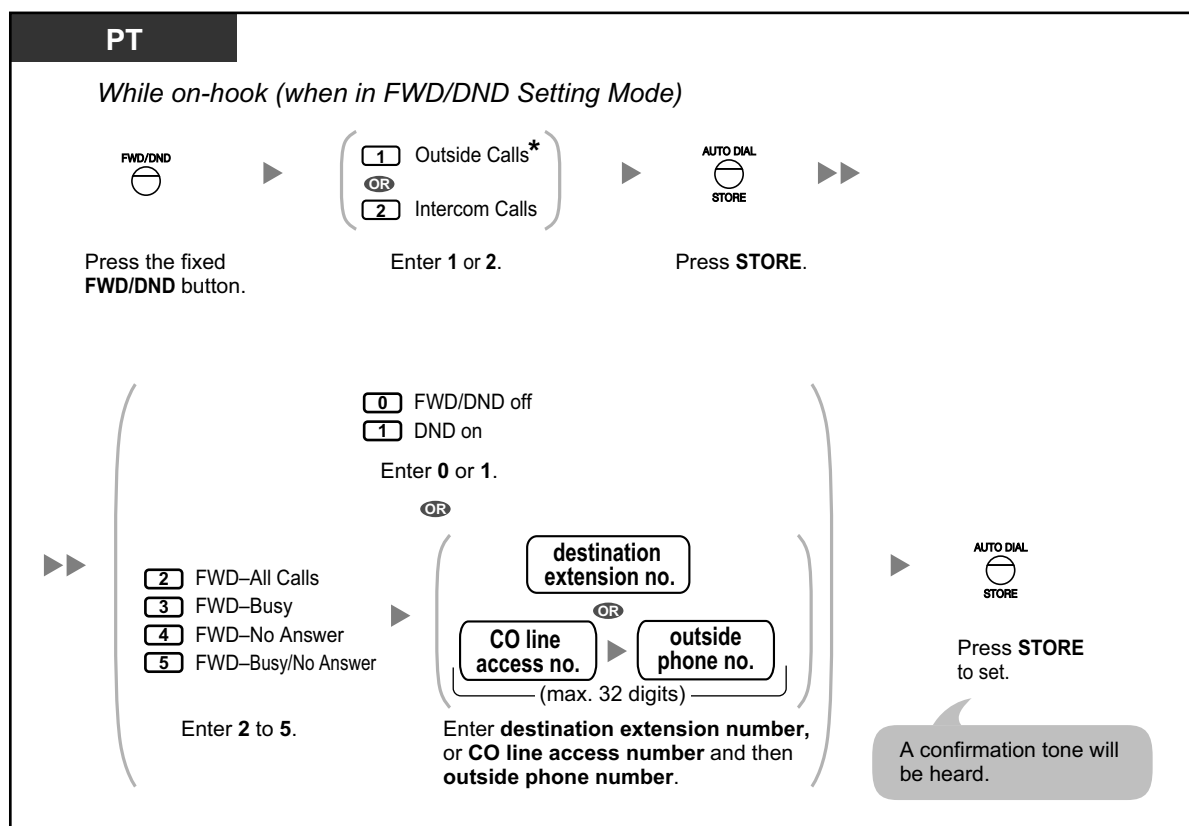 PT
While on-hook (when in FWD/DND Setting Mode)
FWD/DND
Press the fixed
FWD/DND button.
1 Outside Calls*
OR
2 Intercom Calls
Enter 1 or 2.
AUTO DIAL
STORE
Press STORE.
0 FWD/DND off
1 DND on
Enter 0 or 1.
OR
2 FWD–All Calls
3 FWD–Busy
4 FWD–No Answer
5 FWD–Busy/No Answer
Enter 2 to 5.
destination
extension no.
OR
CO line
access no.
outside
phone no.
(max. 32 digits)
Enter destination extension number,
or CO line access number and then
outside phone number.
AUTO DIAL
STORE
Press STORE
to set.
A confirmation tone will
be heard.